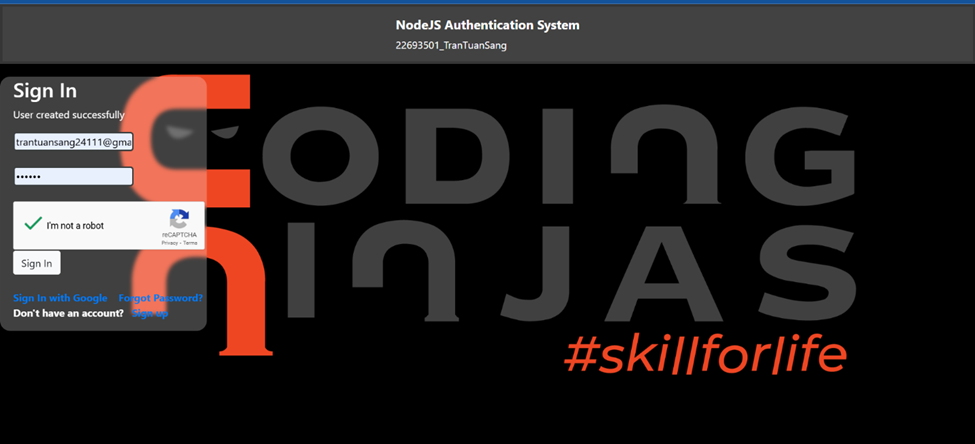 NodeJS Authentication System
22693501_TranTuanSang
Sign In
User created successfully
trantuansang24111@gma
••••••
I'm not a robot
reCAPTCHA
Privacy - Terms
Sign In
Sign In with Google Forgot Password?
Don't have an account? Sign up
CODING
NINJAS
#skillforlife